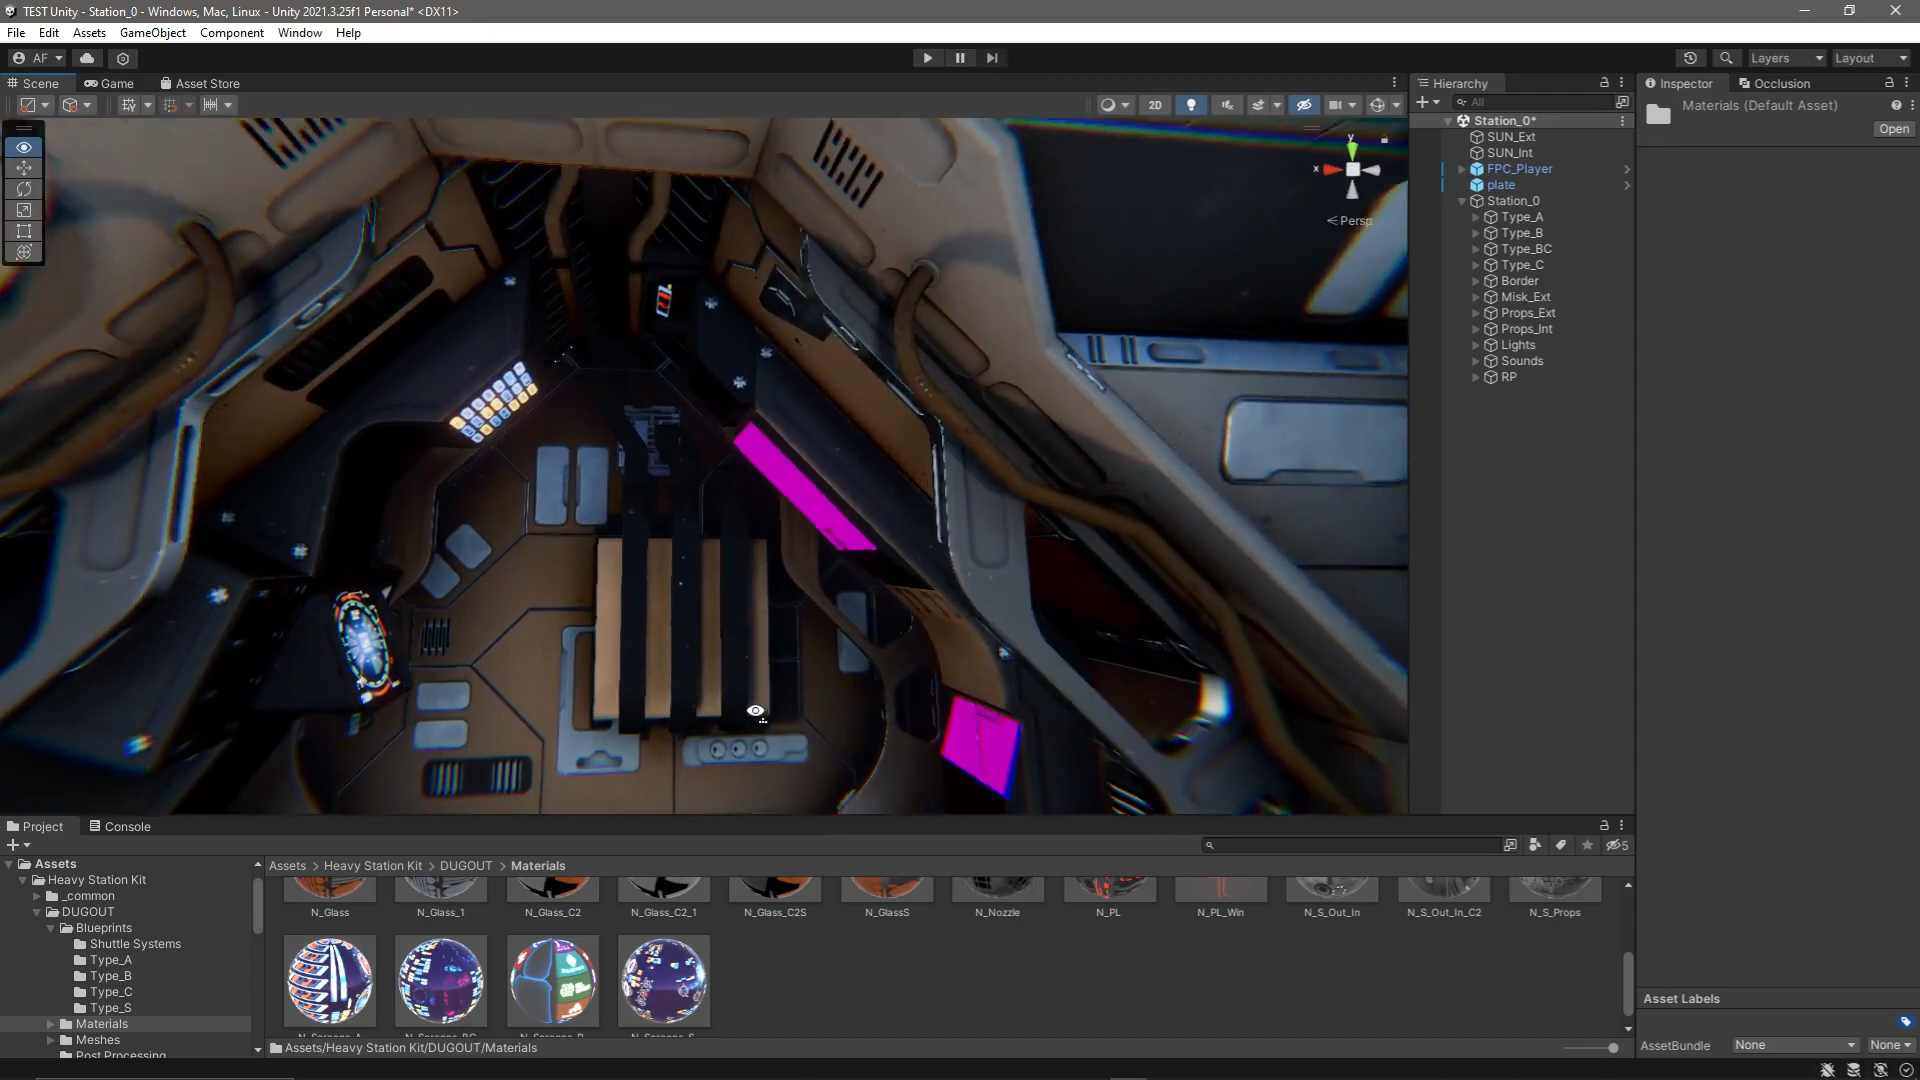 TEST Unity - Station_0 - Windows, Mac, Linux - Unity 2021.3.25f1 Personal* <DX11>
File Edit Assets GameObject Component Window Help
AF
Layers Layout
Scene Game Asset Store
2D
y
x
Persp
Hierarchy
All
Station_0*
SUN_Ext
SUN_Int
FPC_Player
plate
Station_0
Type_A
Type_B
Type_BC
Type_C
Border
Misk_Ext
Props_Ext
Props_Int
Lights
Sounds
RP
Inspector Occlusion
Materials (Default Asset)
Open
Asset Labels
AssetBundle None None
Project Console
5
Assets
Heavy Station Kit
_common
DUGOUT
Blueprints
Shuttle Systems
Type_A
Type_B
Type_C
Type_S
Materials
Meshes
Post Processing
Assets > Heavy Station Kit > DUGOUT > Materials
N_Glass N_Glass_1 N_Glass_C2 N_Glass_C2_1 N_Glass_C2S N_GlassS N_Nozzle N_PL N_PL_Win N_S_Out_In N_S_Out_In_C2 N_S_Props
N_Screens_A N_Screens_BC N_Screens_P N_Screens_S
Assets/Heavy Station Kit/DUGOUT/Materials